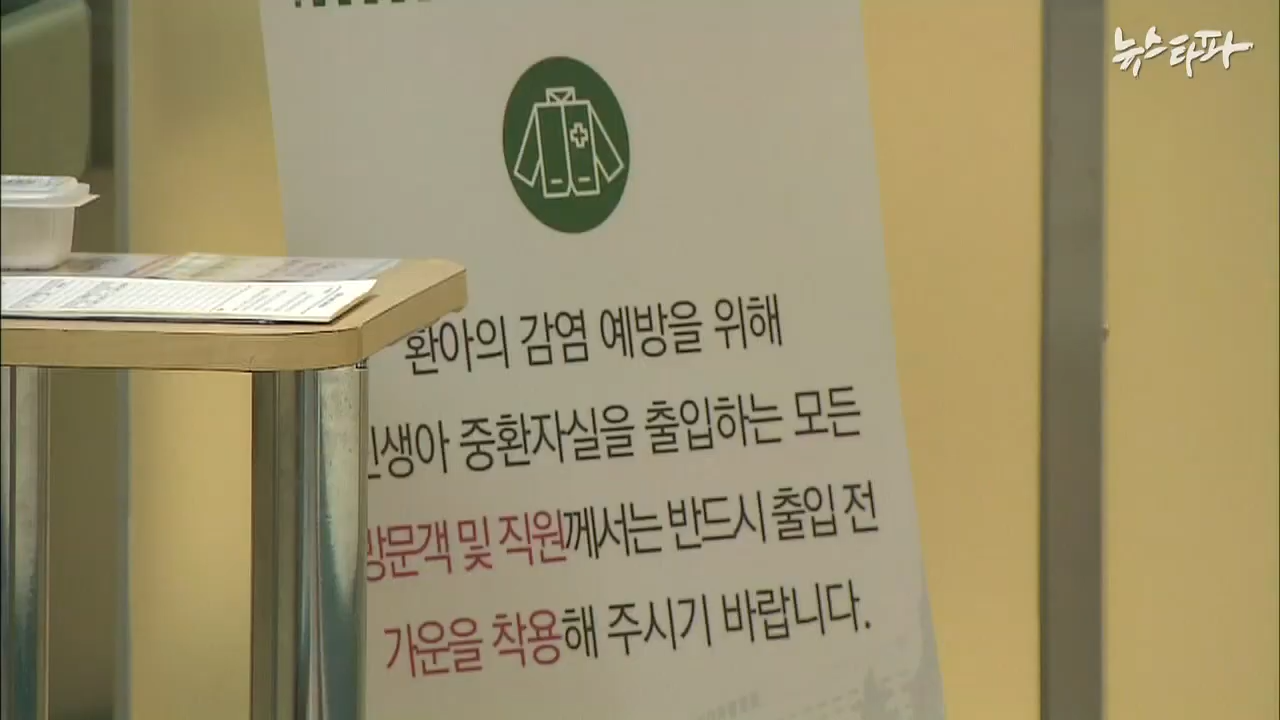 뉴스타파
환아의 감염 예방을 위해
중환자실을 출입하는 모든
방문객 및 직원께서는 반드시 출입 전
가운을 착용해 주시기 바랍니다.